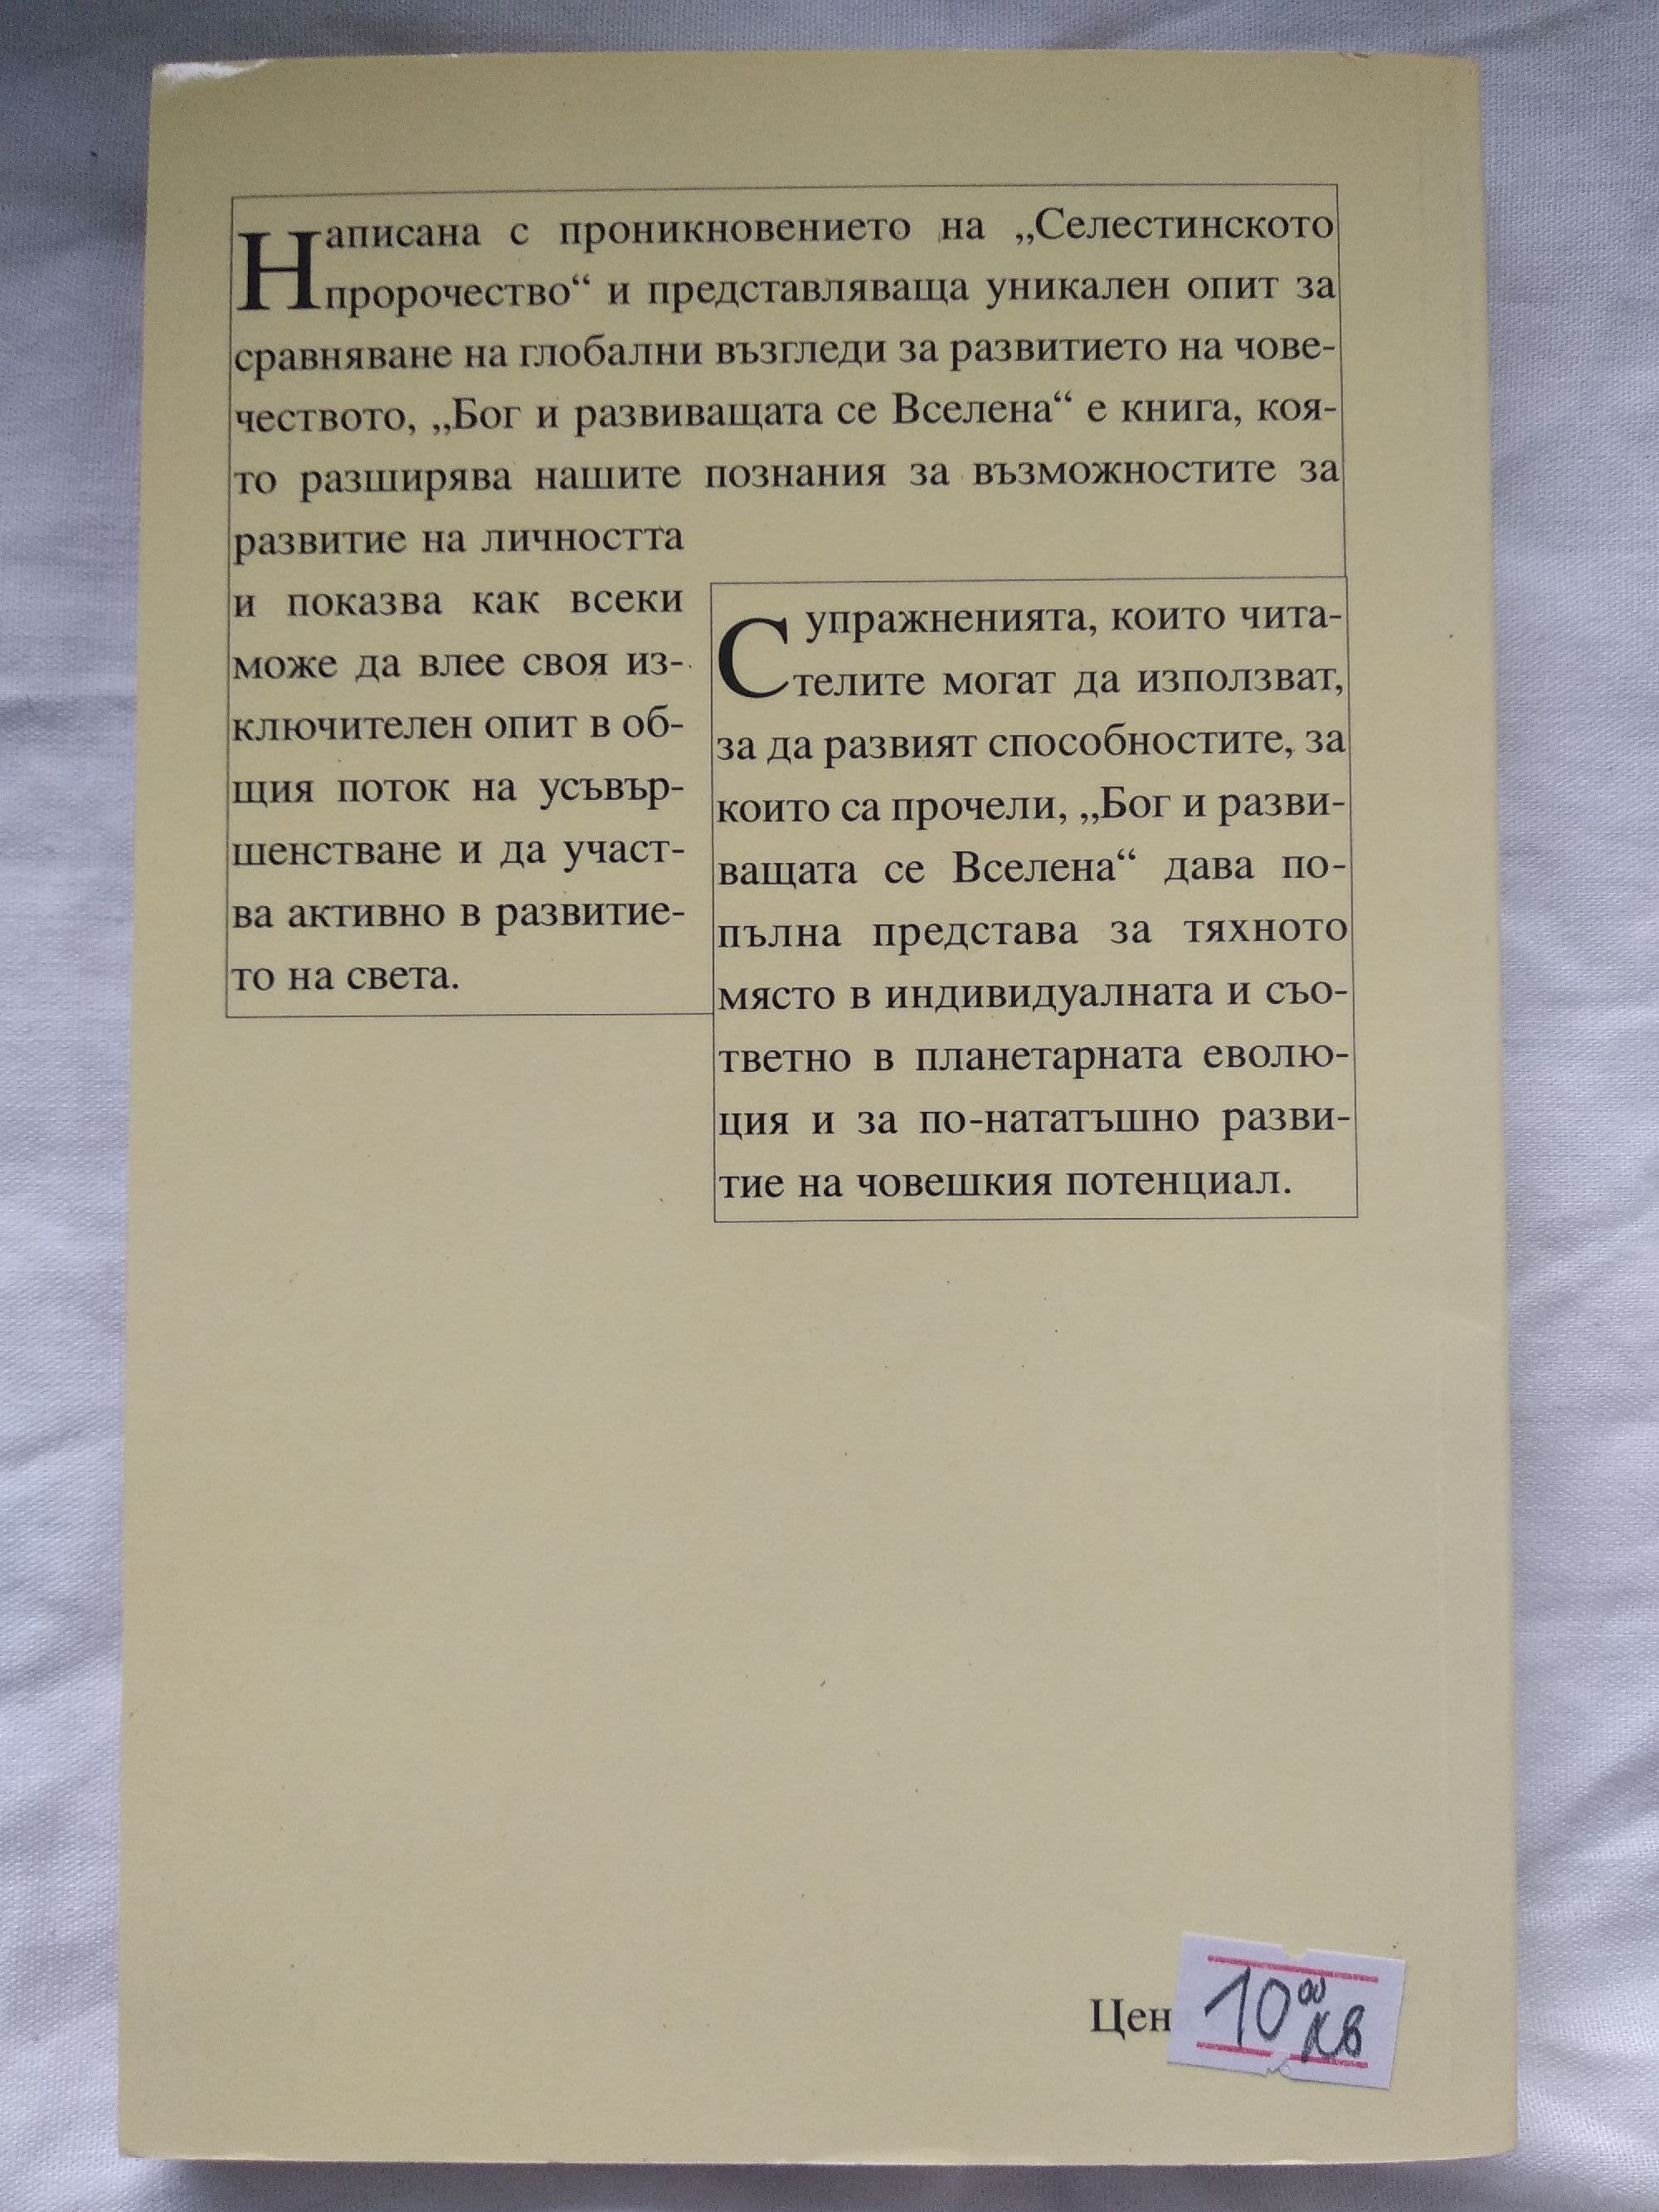 Написана с проникновението на „Селестинското
пророчество“ и представляваща уникален опит за
сравняване на глобални възгледи за развитието на чове-
чеството, „Бог и развиващата се Вселена“ е книга, коя-
то разширява нашите познания за възможностите за
развитие на личността
и показва как всеки
може да влее своя из-
ключителен опит в об-
щия поток на усъвър-
шенстване и да участ-
ва активно в развитие-
то на света.
С упражненията, които чита-
телите могат да използват,
за да развият способностите, за
които са прочели, „Бог и разви-
ващата се Вселена“ дава по-
пълна представа за тяхното
място в индивидуалната и съо-
тветно в планетарната еволю-
ция и за по-нататъшно разви-
тие на човешкия потенциал.
Цен 10⁰⁰ лв